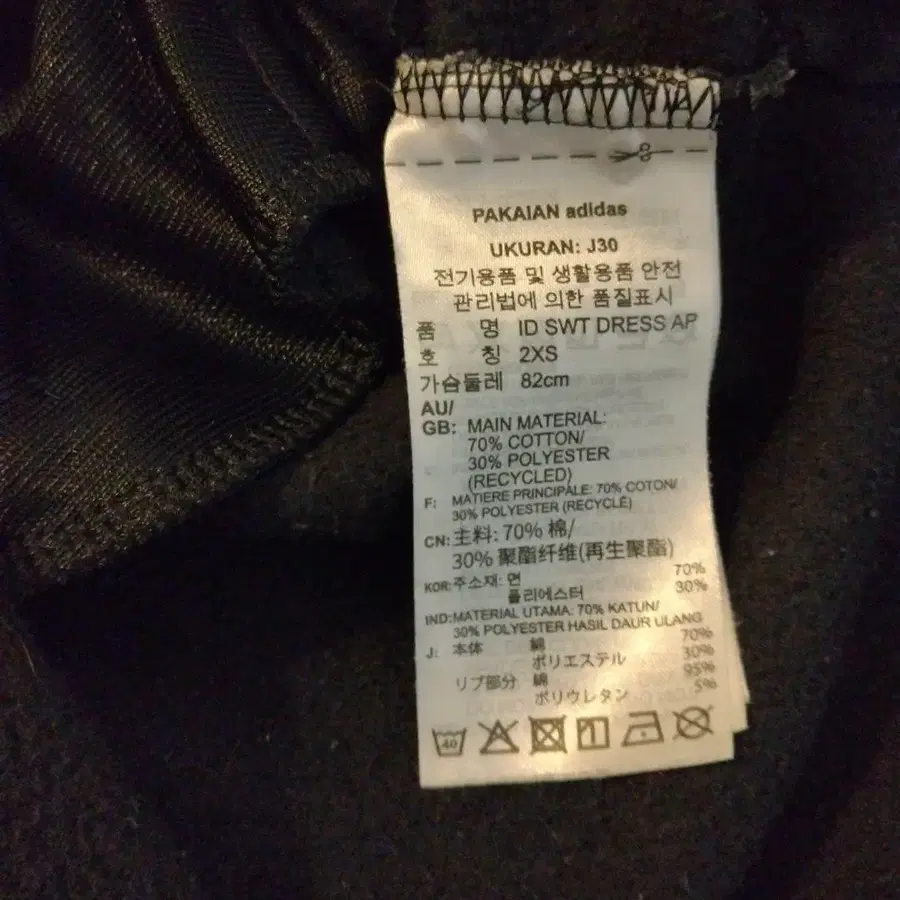 PAKAIAN adidas
UKURAN: J30
전기용품 및 생활용품 안전
관리법에 의한 품질표시
품 명 ID SWT DRESS AP
호 칭 2XS
가슴둘레 82cm
AU/
GB: MAIN MATERIAL:
70% COTTON/
30% POLYESTER
(RECYCLED)
F: MATIERE PRINCIPALE: 70% COTON/
30% POLYESTER (RECYCLÉ)
CN: 主料: 70% 棉/
30% 聚酯纤维(再生聚酯)
KOR: 주소재: 면 70%
폴리에스터 30%
IND: MATERIAL UTAMA: 70% KATUN/
30% POLYESTER HASIL DAUR ULANG
J: 本体 綿 70%
ポリエステル 30%
リブ部分 綿 95%
ポリウレタン 5%
40